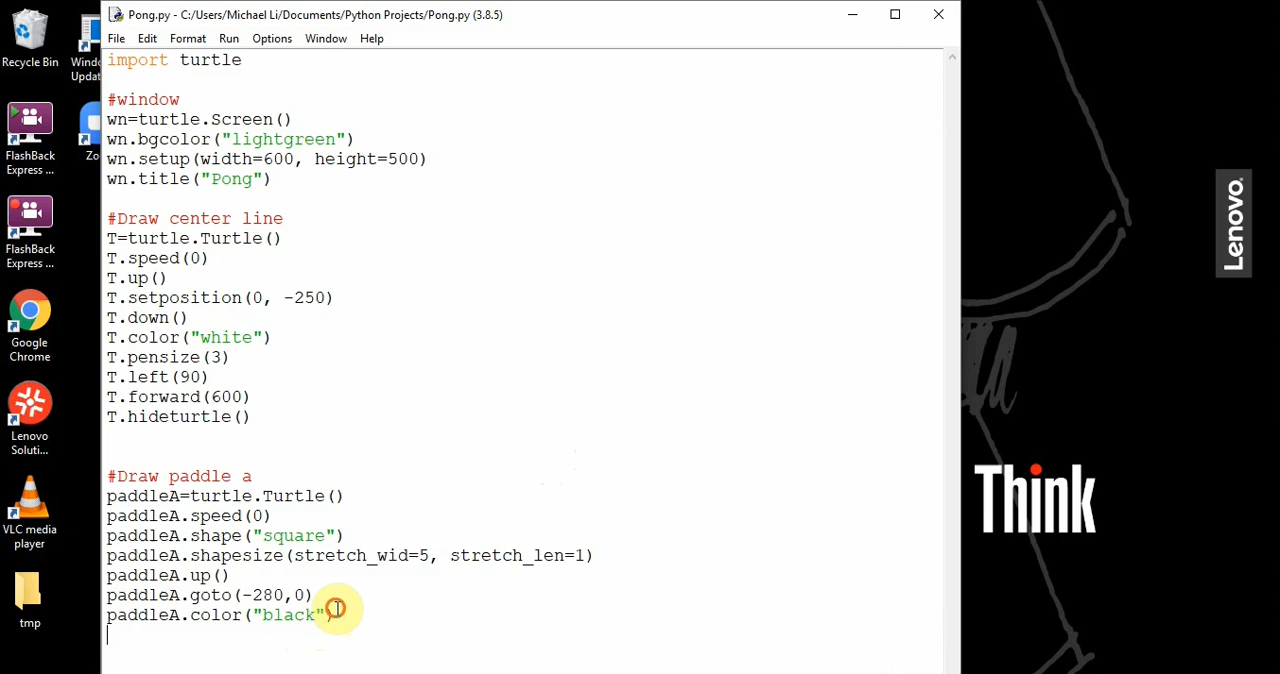 Pong.py - C:/Users/Michael Li/Documents/Python Projects/Pong.py (3.8.5)
File Edit Format Run Options Window Help
import turtle
#window
wn=turtle.Screen()
wn.bgcolor("lightgreen")
wn.setup(width=600, height=500)
wn.title("Pong")
#Draw center line
T=turtle.Turtle()
T.speed(0)
T.up()
T.setposition(0, -250)
T.down()
T.color("white")
T.pensize(3)
T.left(90)
T.forward(600)
T.hideturtle()
#Draw paddle a
paddleA=turtle.Turtle()
paddleA.speed(0)
paddleA.shape("square")
paddleA.shapesize(stretch_wid=5, stretch_len=1)
paddleA.up()
paddleA.goto(-280,0)
paddleA.color("black")
Recycle Bin
Windo
Update
FlashBack
Express ...
Zo
FlashBack
Express ...
Google
Chrome
Lenovo
Soluti...
VLC media
player
tmp
Lenovo
Think